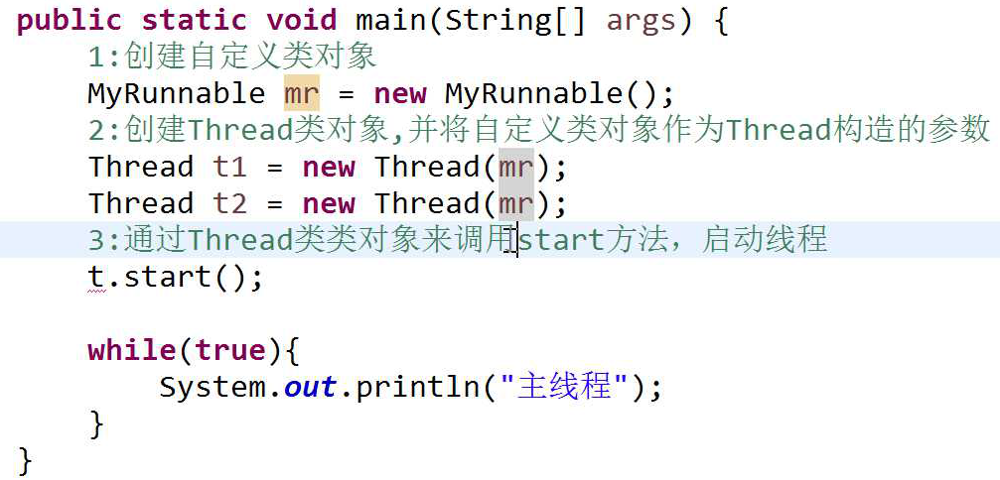 public static void main(String[] args) {
1:创建自定义类对象
MyRunnable mr = new MyRunnable();
2:创建Thread类对象,并将自定义类对象作为Thread构造的参数
Thread t1 = new Thread(mr);
Thread t2 = new Thread(mr);
3:通过Thread类类对象来调用start方法，启动线程
t.start();
while(true){
System.out.println("主线程");
}
}